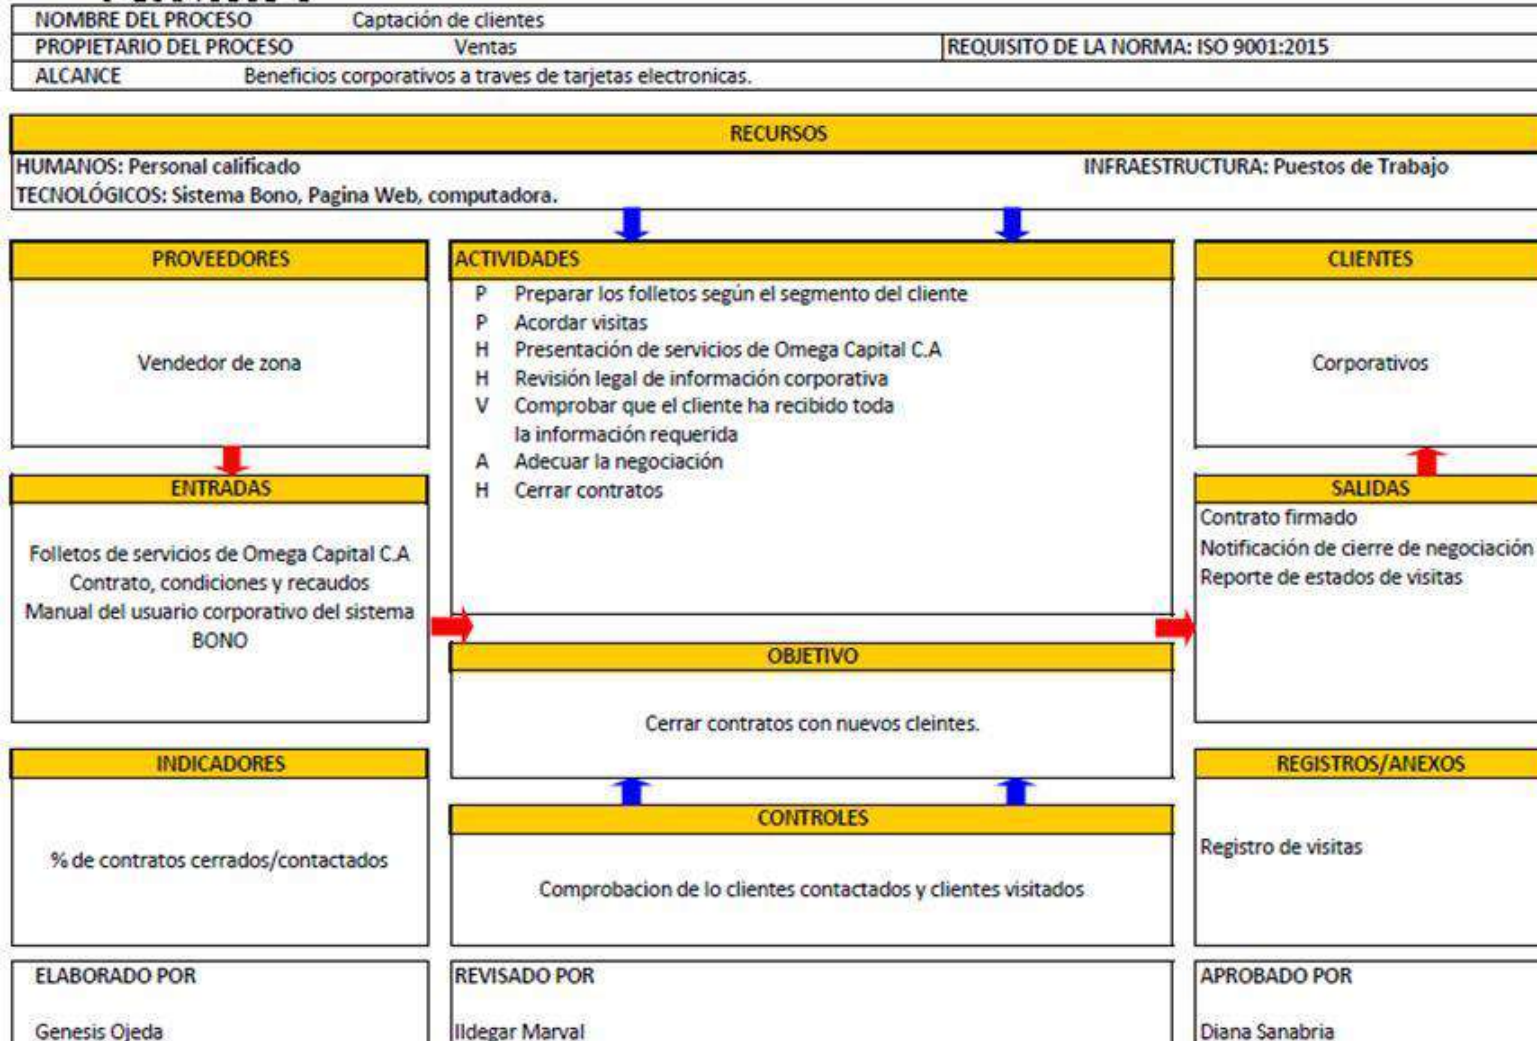 NOMBRE DEL PROCESO Captación de clientes
PROPIETARIO DEL PROCESO Ventas REQUISITO DE LA NORMA: ISO 9001:2015
ALCANCE Beneficios corporativos a traves de tarjetas electronicas.
RECURSOS
HUMANOS: Personal calificado INFRAESTRUCTURA: Puestos de Trabajo
TECNOLÓGICOS: Sistema Bono, Pagina Web, computadora.
PROVEEDORES
Vendedor de zona
ACTIVIDADES
P Preparar los folletos según el segmento del cliente
P Acordar visitas
H Presentación de servicios de Omega Capital C.A
H Revisión legal de información corporativa
V Comprobar que el cliente ha recibido toda
la información requerida
A Adecuar la negociación
H Cerrar contratos
CLIENTES
Corporativos
ENTRADAS
Folletos de servicios de Omega Capital C.A
Contrato, condiciones y recaudos
Manual del usuario corporativo del sistema
BONO
SALIDAS
Contrato firmado
Notificación de cierre de negociación
Reporte de estados de visitas
OBJETIVO
Cerrar contratos con nuevos cleintes.
INDICADORES
% de contratos cerrados/contactados
CONTROLES
Comprobacion de lo clientes contactados y clientes visitados
REGISTROS/ANEXOS
Registro de visitas
ELABORADO POR
Genesis Ojeda
REVISADO POR
Ildegar Marval
APROBADO POR
Diana Sanabria